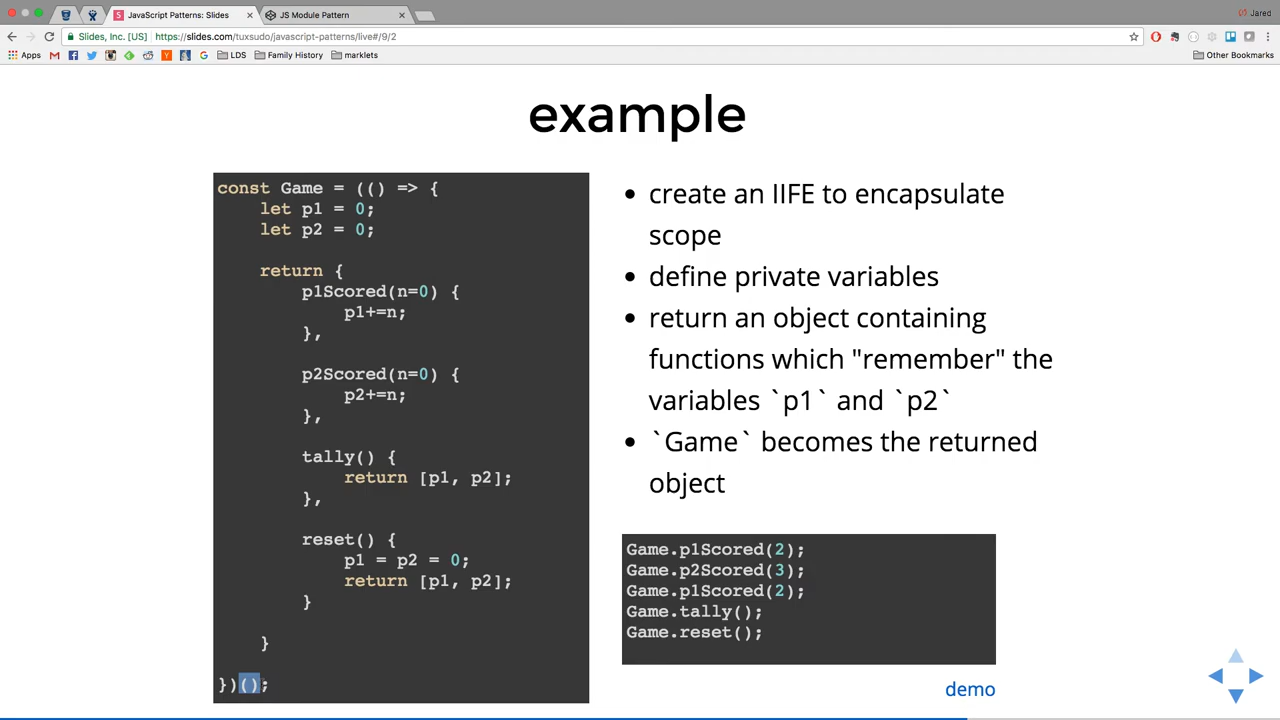 JavaScript Patterns: Slides
JS Module Pattern
Jared
Slides, Inc. [US]
https://slides.com/tuxsudo/javascript-patterns/live#/9/2
Apps
LDS
Family History
marklets
Other Bookmarks
example
const Game = (() => {
let p1 = 0;
let p2 = 0;
return {
p1Scored(n=0) {
p1+=n;
},
p2Scored(n=0) {
p2+=n;
},
tally() {
return [p1, p2];
},
reset() {
p1 = p2 = 0;
return [p1, p2];
}
}
})();
• create an IIFE to encapsulate
scope
• define private variables
• return an object containing
functions which "remember" the
variables `p1` and `p2`
• `Game` becomes the returned
object
Game.p1Scored(2);
Game.p2Scored(3);
Game.p1Scored(2);
Game.tally();
Game.reset();
demo